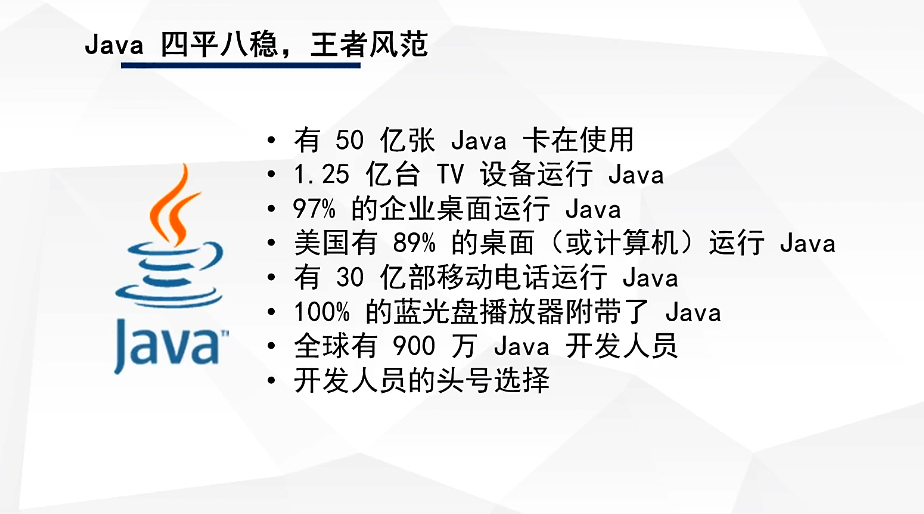 Java 四平八稳，王者风范
• 有 50 亿张 Java 卡在使用
• 1.25 亿台 TV 设备运行 Java
• 97% 的企业桌面运行 Java
• 美国有 89% 的桌面（或计算机）运行 Java
• 有 30 亿部移动电话运行 Java
• 100% 的蓝光盘播放器附带了 Java
• 全球有 900 万 Java 开发人员
• 开发人员的头号选择
Java™